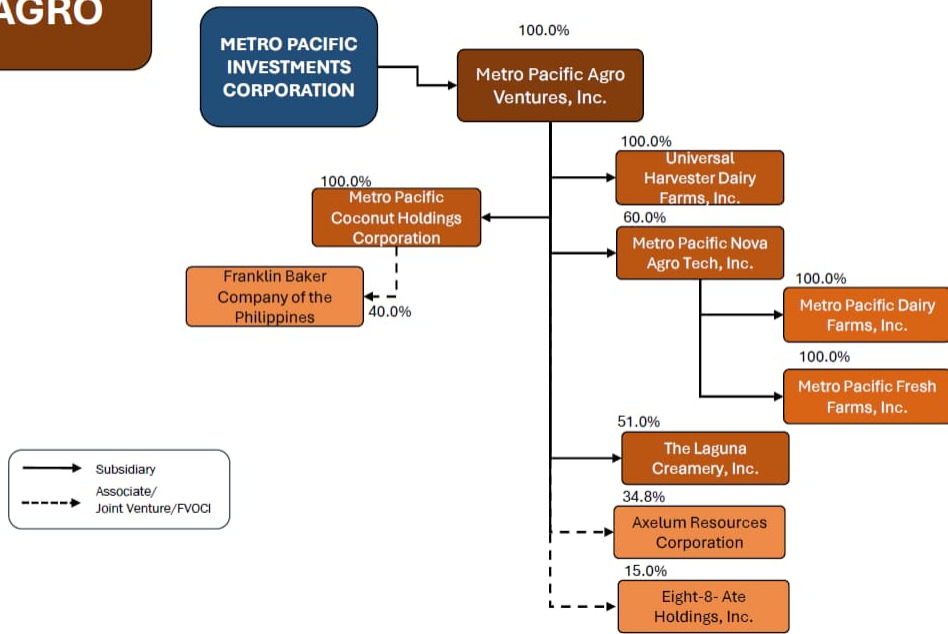 AGRO
METRO PACIFIC
INVESTMENTS
CORPORATION
100.0%
Metro Pacific Agro
Ventures, Inc.
100.0%
Universal
Harvester Dairy
Farms, Inc.
100.0%
Metro Pacific
Coconut Holdings
Corporation
60.0%
Metro Pacific Nova
Agro Tech, Inc.
Franklin Baker
Company of the
Philippines
40.0%
100.0%
Metro Pacific Dairy
Farms, Inc.
100.0%
Metro Pacific Fresh
Farms, Inc.
51.0%
The Laguna
Creamery, Inc.
34.8%
Axelum Resources
Corporation
15.0%
Eight-8- Ate
Holdings, Inc.
Subsidiary
Associate/
Joint Venture/FVOCI